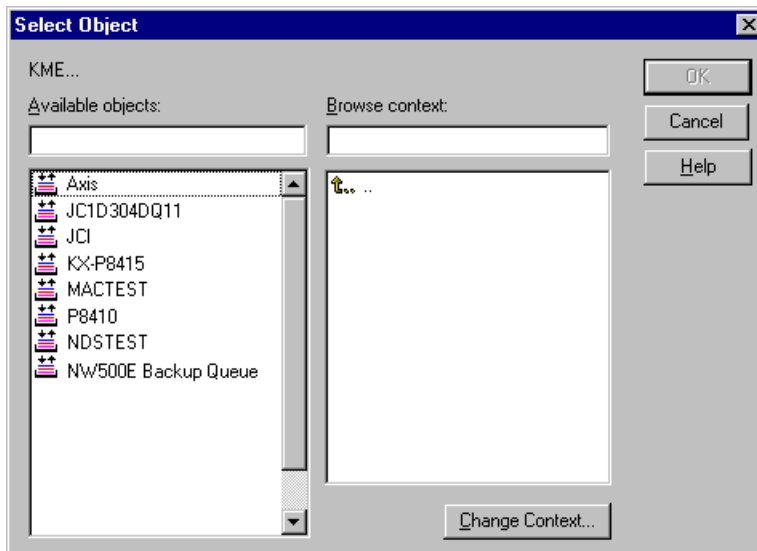 Select Object
KME...
OK
Available objects:
Browse context:
Cancel
Help
Axis
..
JC1D304DQ11
JCI
KX-P8415
MACTEST
P8410
NDSTEST
NW500E Backup Queue
Change Context...